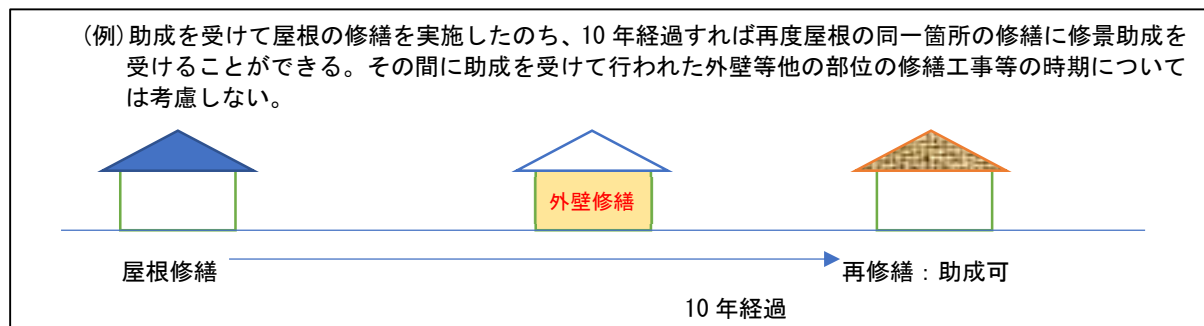 (例)助成を受けて屋根の修繕を実施したのち、10 年経過すれば再度屋根の同一箇所の修繕に修景助成を
受けることができる。その間に助成を受けて行われた外壁等他の部位の修繕工事等の時期について
は考慮しない。
外壁修繕
屋根修繕
再修繕：助成可
10 年経過